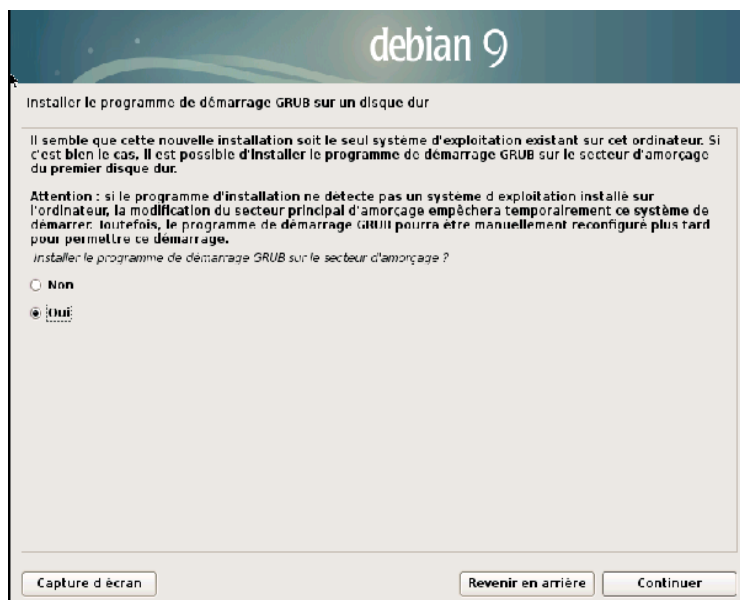 debian 9
Installer le programme de démarrage GRUB sur un disque dur
Il semble que cette nouvelle installation soit le seul système d'exploitation existant sur cet ordinateur. Si
c'est bien le cas, il est possible d'installer le programme de démarrage GRUB sur le secteur d'amorçage
du premier disque dur.
Attention : si le programme d'installation ne détecte pas un système d exploitation installé sur
l'ordinateur, la modification du secteur principal d'amorçage empêchera temporairement ce système de
démarrer. Toutefois, le programme de démarrage GRUB pourra être manuellement reconfiguré plus tard
pour permettre ce démarrage.
Installer le programme de démarrage GRUB sur le secteur d'amorçage ?
Non
Oui
Capture d écran
Revenir en arrière
Continuer